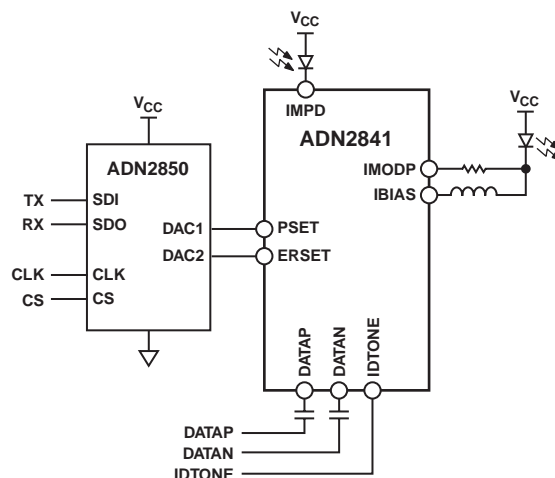 VCC
IMPD
ADN2841
VCC
VCC
ADN2850
IMODP
IBIAS
TX SDI
RX SDO
DAC1 PSET
DAC2 ERSET
CLK CLK
CS CS
DATAP
DATAN
IDTONE
DATAP
DATAN
IDTONE